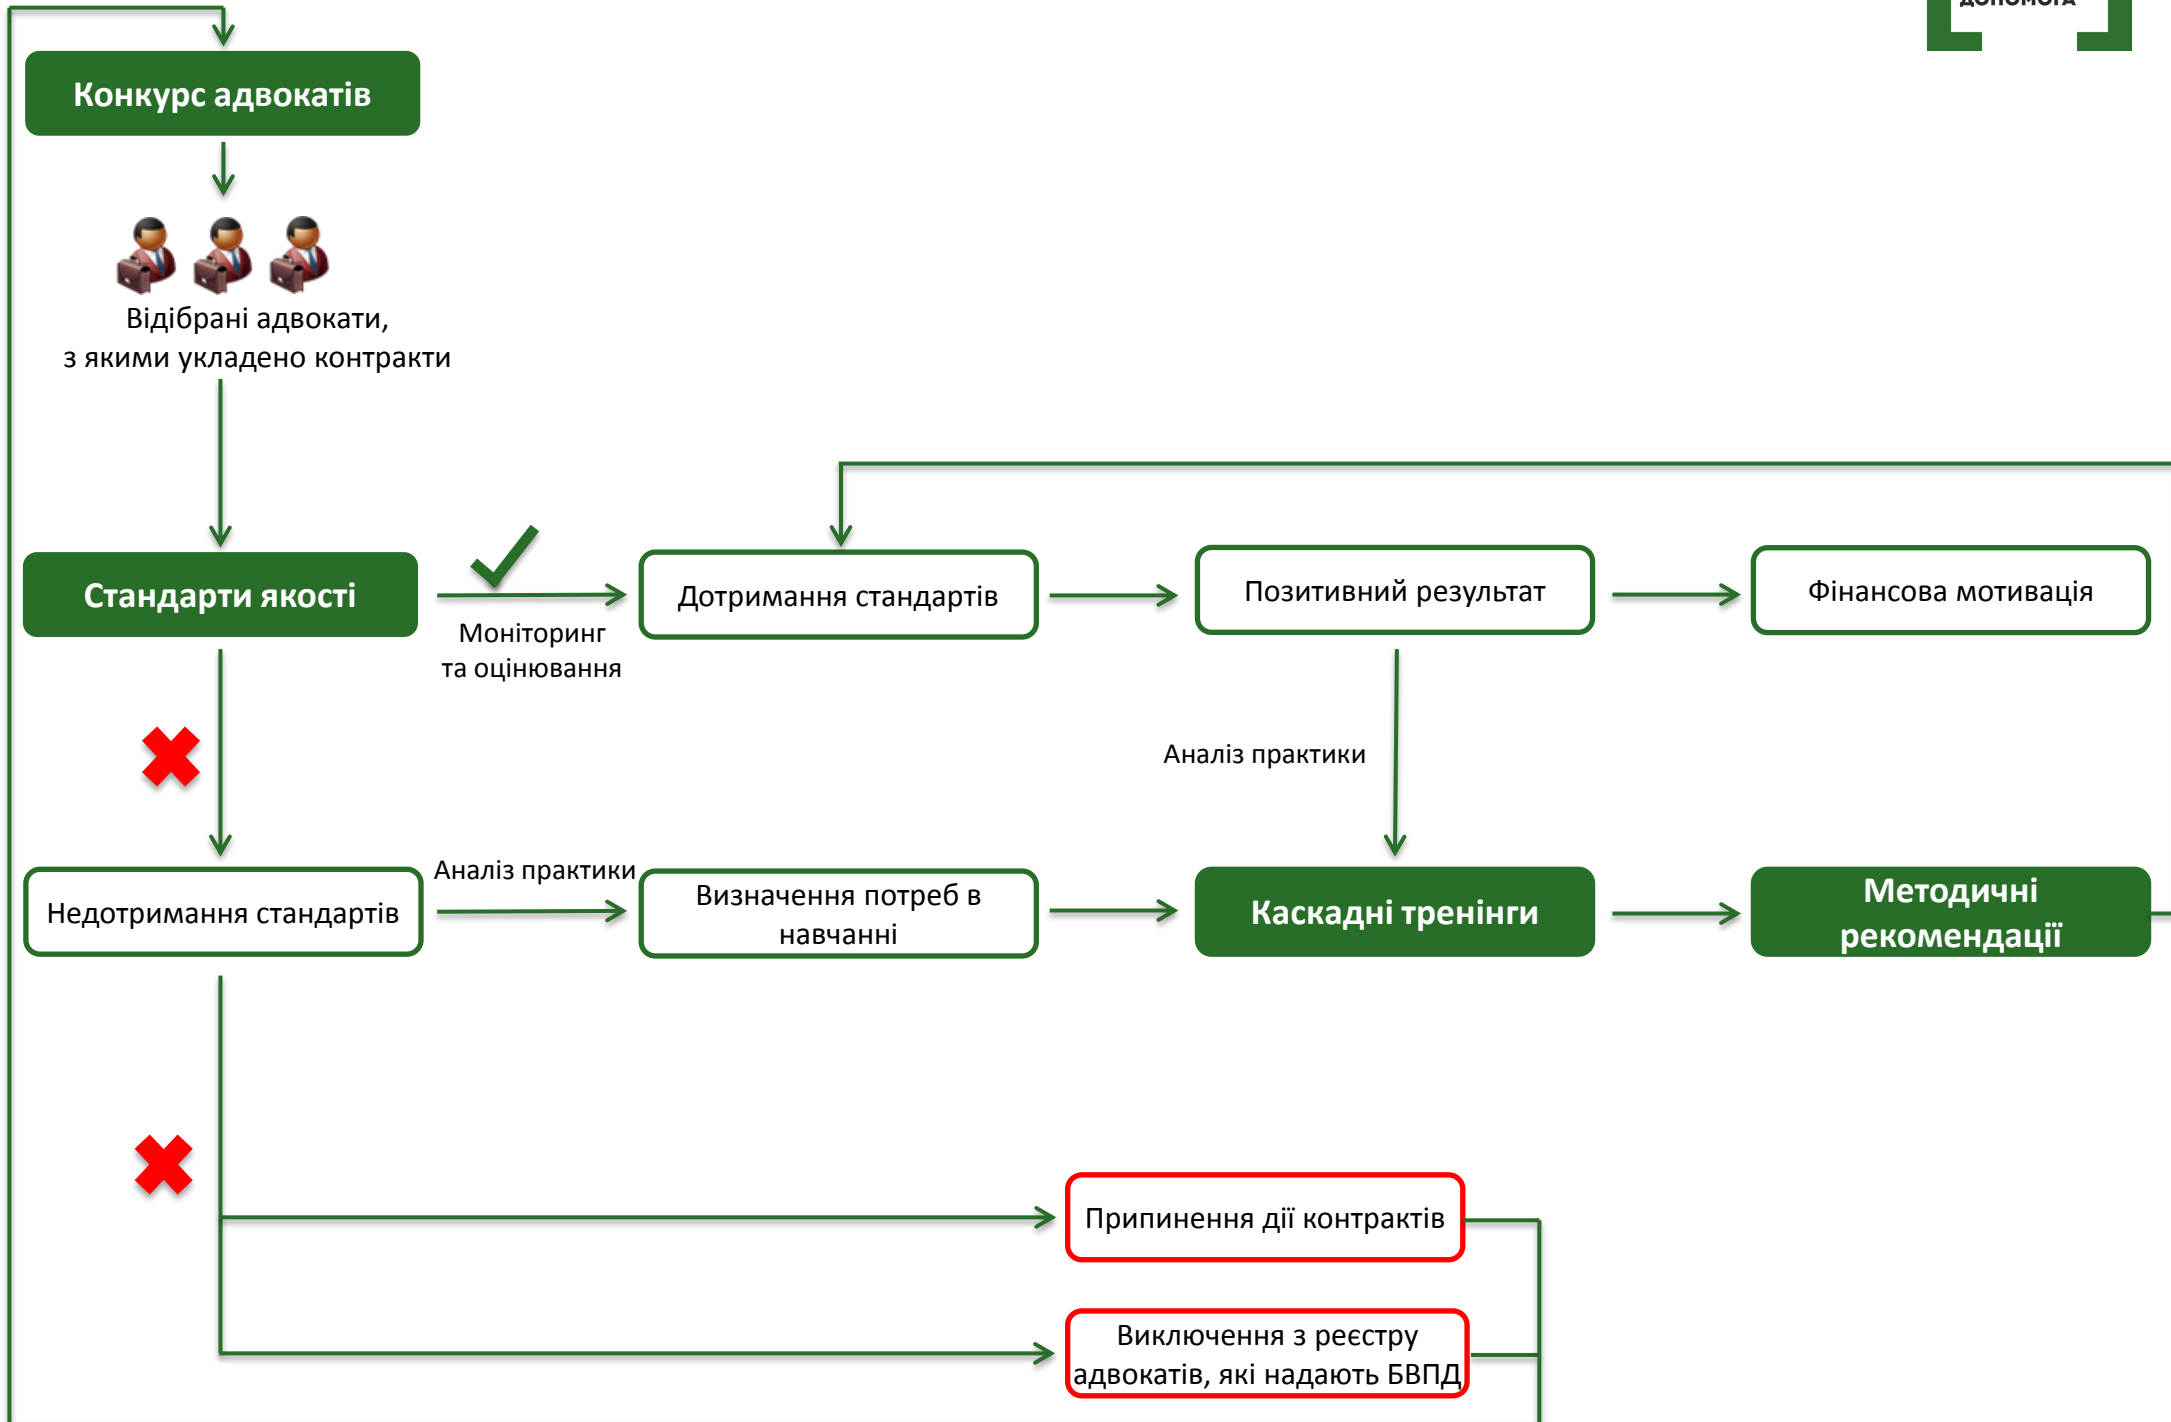 ДОПОМОГА
Конкурс адвокатів
Відібрані адвокати,
з якими укладено контракти
Стандарти якості
Моніторинг
та оцінювання
Дотримання стандартів
Позитивний результат
Фінансова мотивація
Аналіз практики
Недотримання стандартів
Аналіз практики
Визначення потреб в
навчанні
Каскадні тренінги
Методичні
рекомендації
Припинення дії контрактів
Виключення з реєстру
адвокатів, які надають БВПД